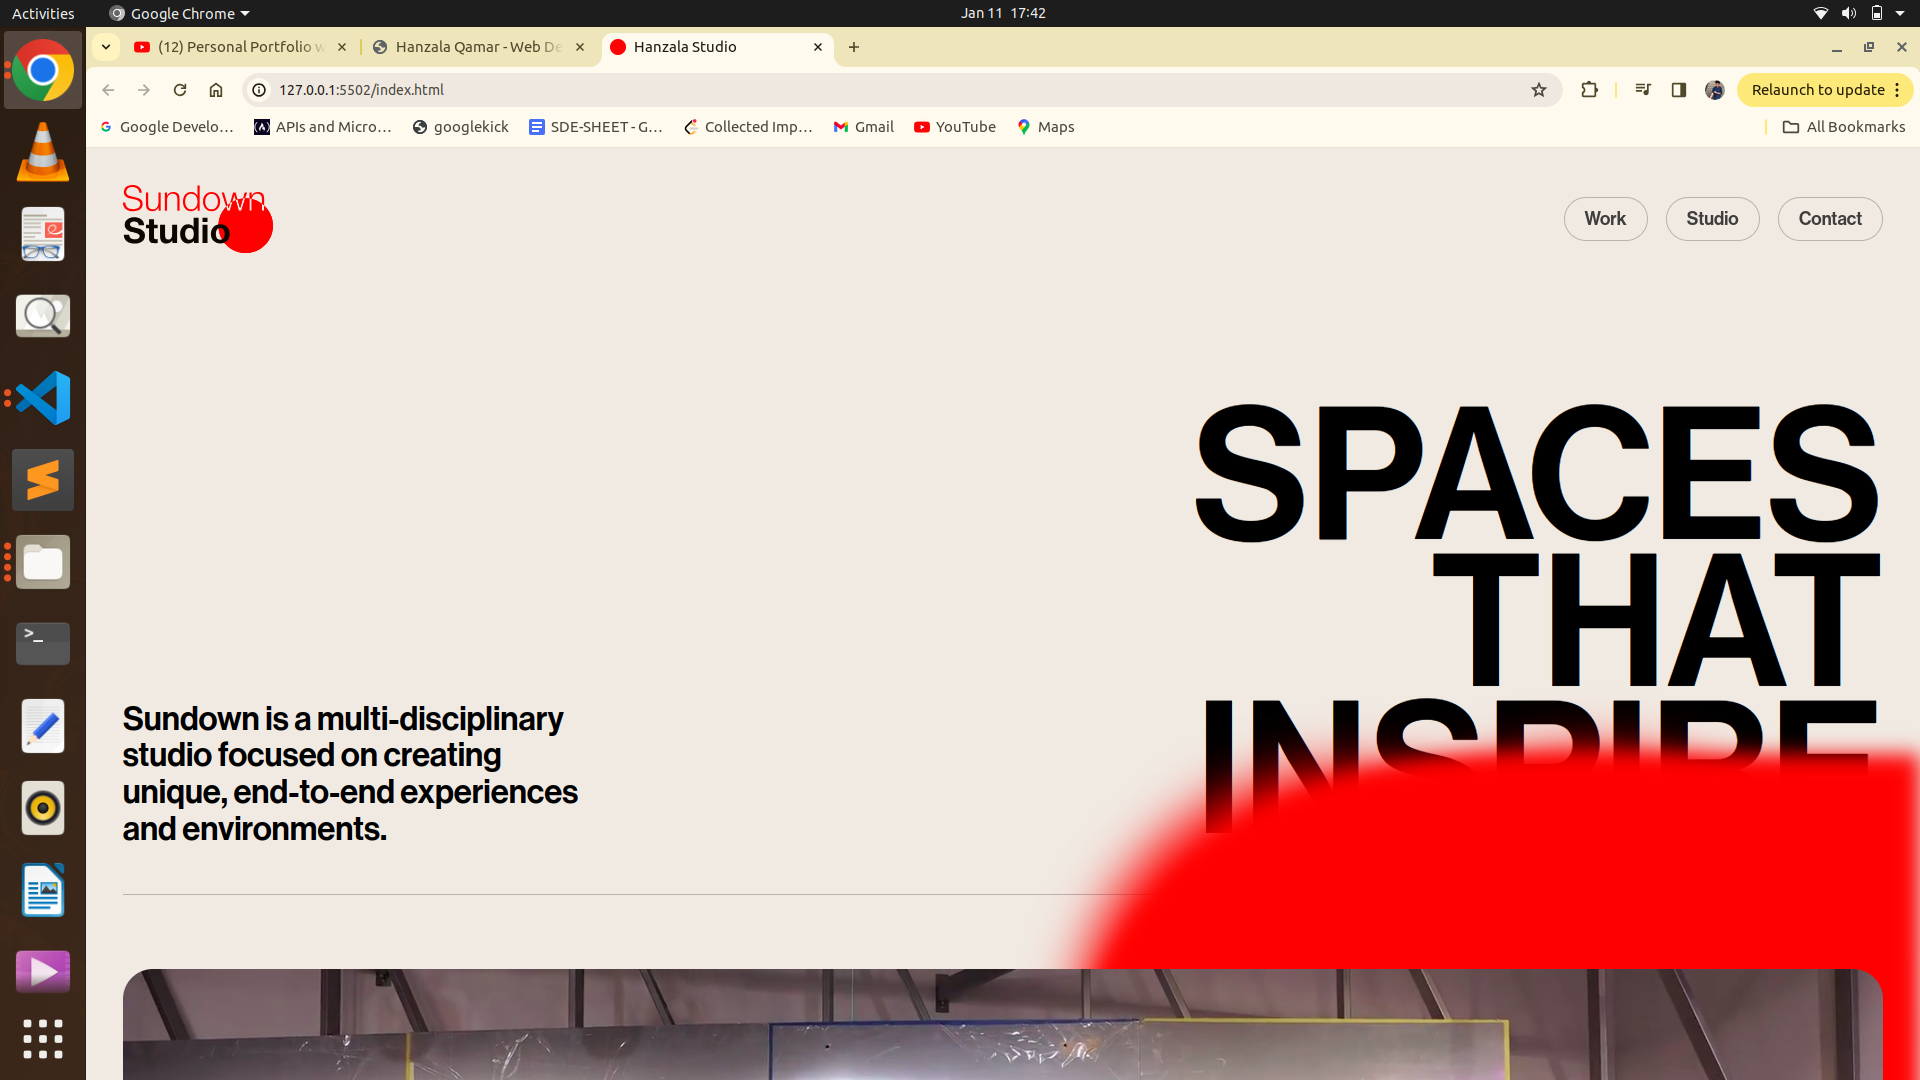 Activities
Google Chrome
Jan 11 17:42
(12) Personal Portfolio w
Hanzala Qamar - Web De
Hanzala Studio
127.0.0.1:5502/index.html
Relaunch to update
Google Develo...
APIs and Micro...
googlekick
SDE-SHEET - G...
Collected Imp...
Gmail
YouTube
Maps
All Bookmarks
Sundown
Studio
Work
Studio
Contact
SPACES
THAT
INSPIRE
Sundown is a multi-disciplinary
studio focused on creating
unique, end-to-end experiences
and environments.